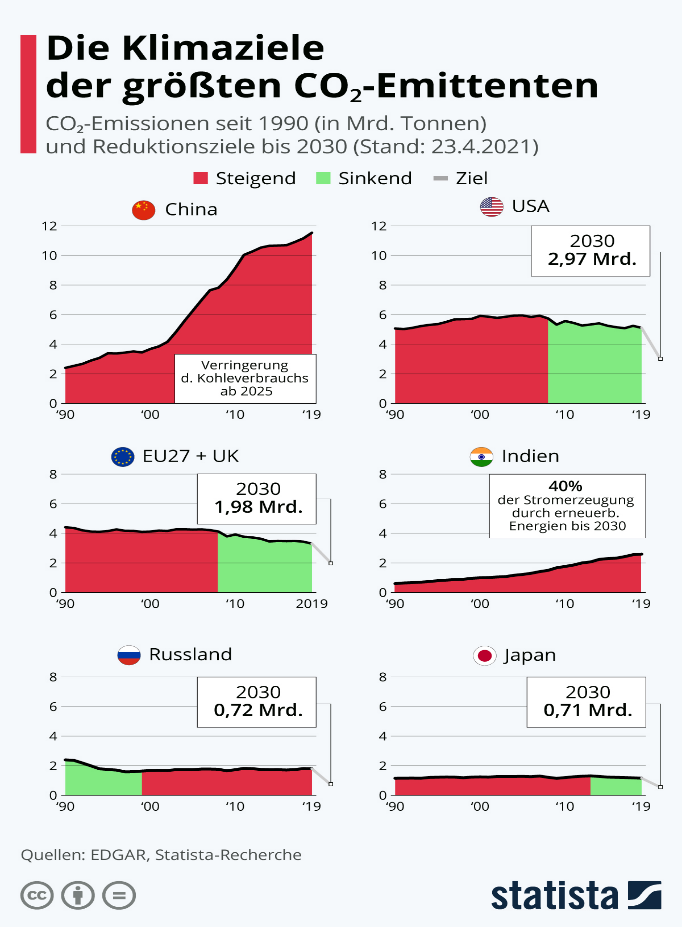 Die Klimaziele
der größten CO₂-Emittenten
CO₂-Emissionen seit 1990 (in Mrd. Tonnen)
und Reduktionsziele bis 2030 (Stand: 23.4.2021)
Steigend Sinkend Ziel
China
12
10
8
6
4
2
0
Verringerung
d. Kohleverbrauchs
ab 2025
‘90 ‘00 ‘10 ‘19
USA
12
10
8
6
4
2
0
2030
2,97 Mrd.
‘90 ‘00 ‘10 ‘19
EU27 + UK
8
6
4
2
0
2030
1,98 Mrd.
‘90 ‘00 ‘10 2019
Indien
8
6
4
2
0
40%
der Stromerzeugung
durch erneuerb.
Energien bis 2030
‘90 ‘00 ‘10 ‘19
Russland
8
6
4
2
0
2030
0,72 Mrd.
‘90 ‘00 ‘10 ‘19
Japan
8
6
4
2
0
2030
0,71 Mrd.
‘90 ‘00 ‘10 ‘19
Quellen: EDGAR, Statista-Recherche
cc
statista